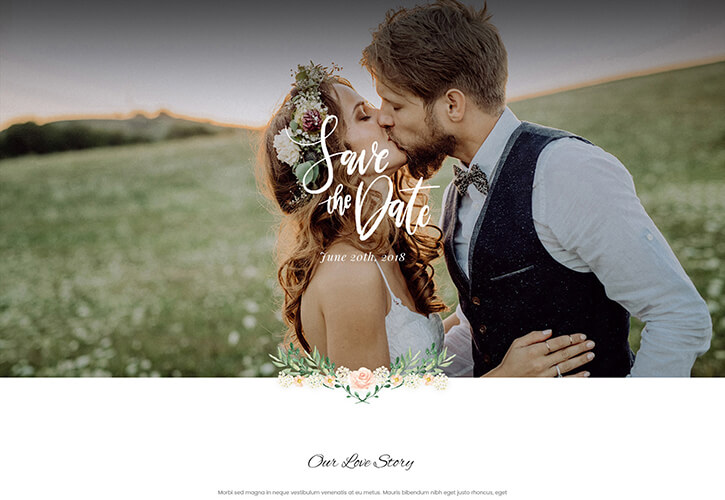 Save
the Date
June 20th, 2018
Our Love Story
Morbi sed magna in neque vestibulum venenatis at eu metus. Mauris bibendum nibh eget justo rhoncus, eget